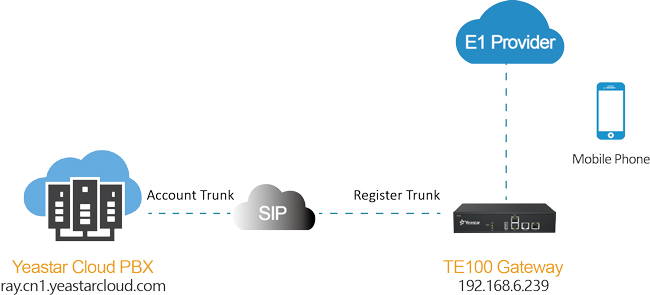 E1 Provider
Mobile Phone
Account Trunk
SIP
Register Trunk
Yeastar
Yeastar Cloud PBX
ray.cn1.yeastarcloud.com
TE100 Gateway
192.168.6.239